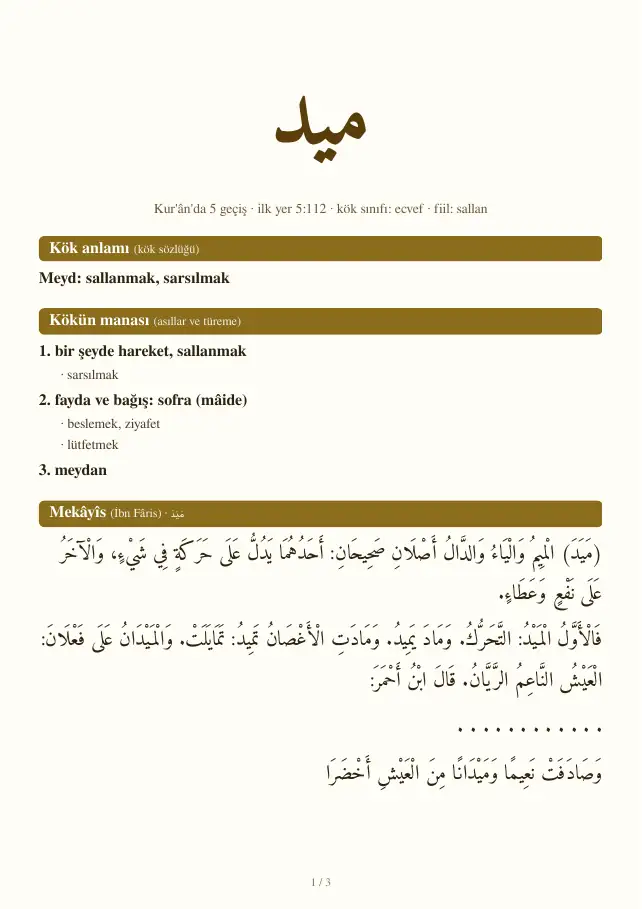 ميد
Kur'ân'da 5 geçiş · ilk yer 5:112 · kök sınıfı: ecvef · fiil: sallan
Kök anlamı (kök sözlüğü)
Meyd: sallanmak, sarsılmak
Kökün manası (asıllar ve türeme)
1. bir şeyde hareket, sallanmak
· sarsılmak
2. fayda ve bağış: sofra (mâide)
· beslemek, ziyafet
· lütfetmek
3. meydan
Mekâyîs (İbn Fâris) · مَيَدَ
(مَيَدَ) الْمِيمُ وَالْيَاءُ وَالدَّالُ أَصْلَانِ صَحِيحَانِ: أَحَدُهُمَا يَدُلُّ عَلَى حَرَكَةٍ فِي شَيْءٍ، وَالْآخَرُ
عَلَى نَفْعٍ وَعَطَاءٍ.
فَالْأَوَّلُ الْمَيْدُ: التَّحَرُّكُ. وَمَادَ يَمِيدُ. وَمَادَتِ الْأَغْصَانُ تَمِيدُ: تَمَايَلَتْ. وَالْمَيْدَانُ عَلَى فَعْلَانَ:
الْعَيْشُ النَّاعِمُ الرَّيَّانُ. قَالَ ابْنُ أَحْمَرَ:
. . . . . . . . . . . .
وَصَادَفَتْ نَعِيمًا وَمَيْدَانًا مِنَ الْعَيْشِ أَخْضَرَا
1 / 3